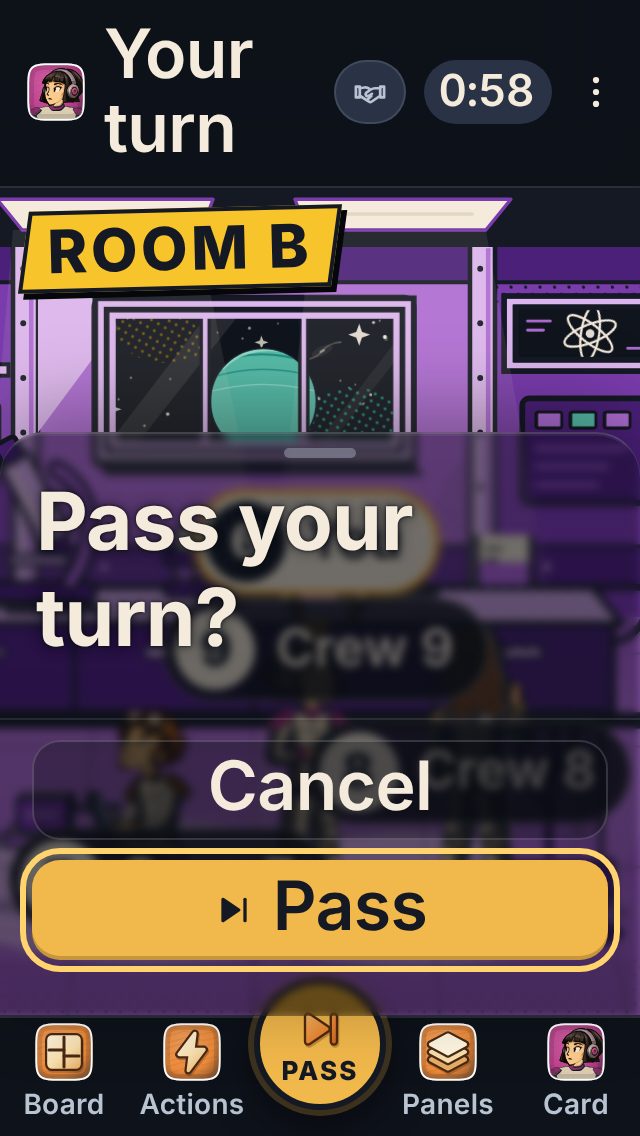 Your
turn
0:58
ROOM B
Pass your
turn?
Crew 9
Crew 8
Cancel
Pass
PASS
Board
Actions
Panels
Card